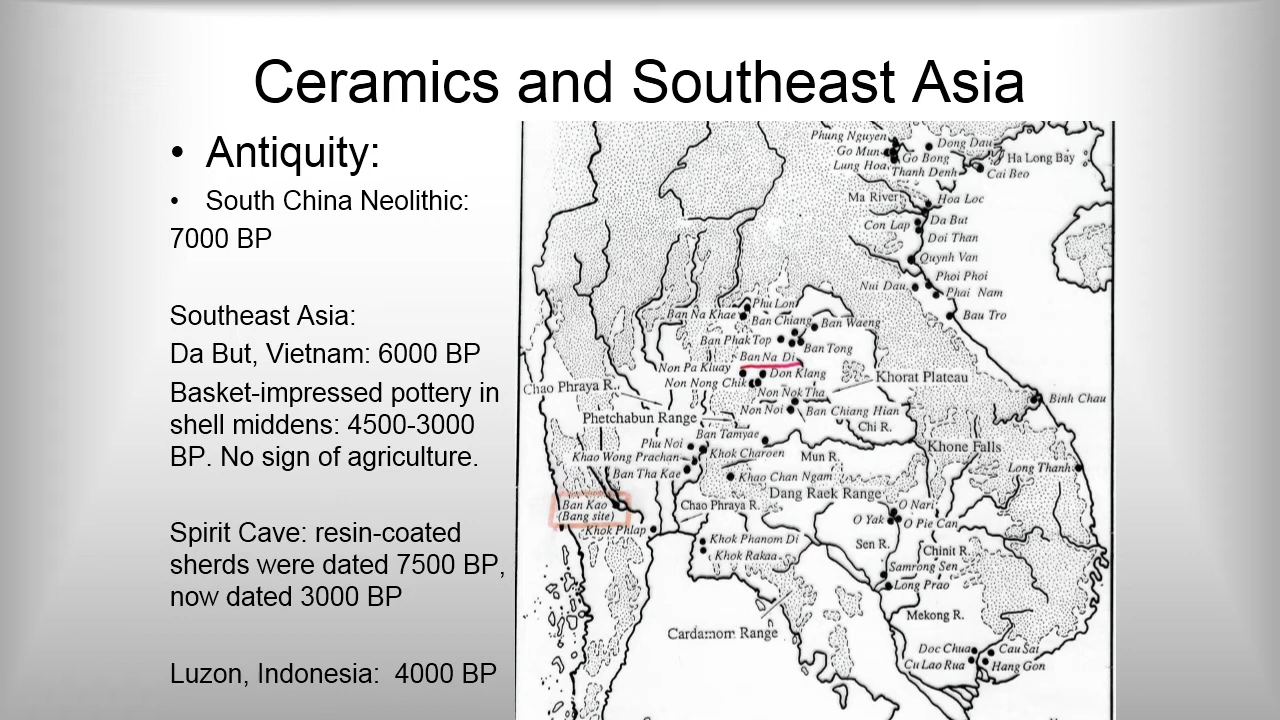 Ceramics and Southeast Asia
• Antiquity:
• South China Neolithic:
7000 BP
Southeast Asia:
Da But, Vietnam: 6000 BP
Basket-impressed pottery in
shell middens: 4500-3000
BP. No sign of agriculture.
Spirit Cave: resin-coated
sherds were dated 7500 BP,
now dated 3000 BP
Luzon, Indonesia: 4000 BP
Phung Nguyen
Dong Dau
Go Mun
Go Bong
Ha Long Bay
Lung Hoa
Thanh Denh
Cai Beo
Ma River
Hoa Loc
Con Lap
Da But
Doi Than
Quynh Van
Phoi Phoi
Nui Dau
Phai Nam
Bau Tro
Phu Lon
Ban Na Khae
Ban Chiang
Ban Waeng
Ban Phak Top
Ban Tong
Ban Na Di
Non Pa Kluay
Don Klang
Chao Phraya R.
Non Nong Chik
Khorat Plateau
Non Nok Tha
Binh Chau
Phetchabun Range
Non Noi
Ban Chiang Hian
Chi R.
Ban Tamyae
Phu Noi
Khone Falls
Khao Wong Prachan
Khok Charoen
Mun R.
Long Thanh
Ban Tha Kae
Khao Chan Ngam
Dang Raek Range
Ban Kao
(Bang site)
Chao Phraya R.
O Nari
O Yak
O Pie Can
Khok Phlap
Khok Phanom Di
Sen R.
Chinit R.
Khok Rakaa
Samrong Sen
Long Prao
Mekong R.
Cardamom Range
Doc Chua
Cau Sai
Cu Lao Rua
Hang Gon